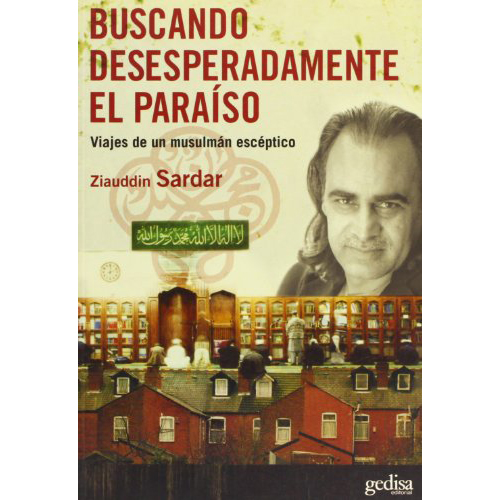 BUSCANDO
DESESPERADAMENTE
EL PARAÍSO
Viajes de un musulmán escéptico
Ziauddin Sardar
لا اله الا الله محمد رسول الله
gedisa
editorial